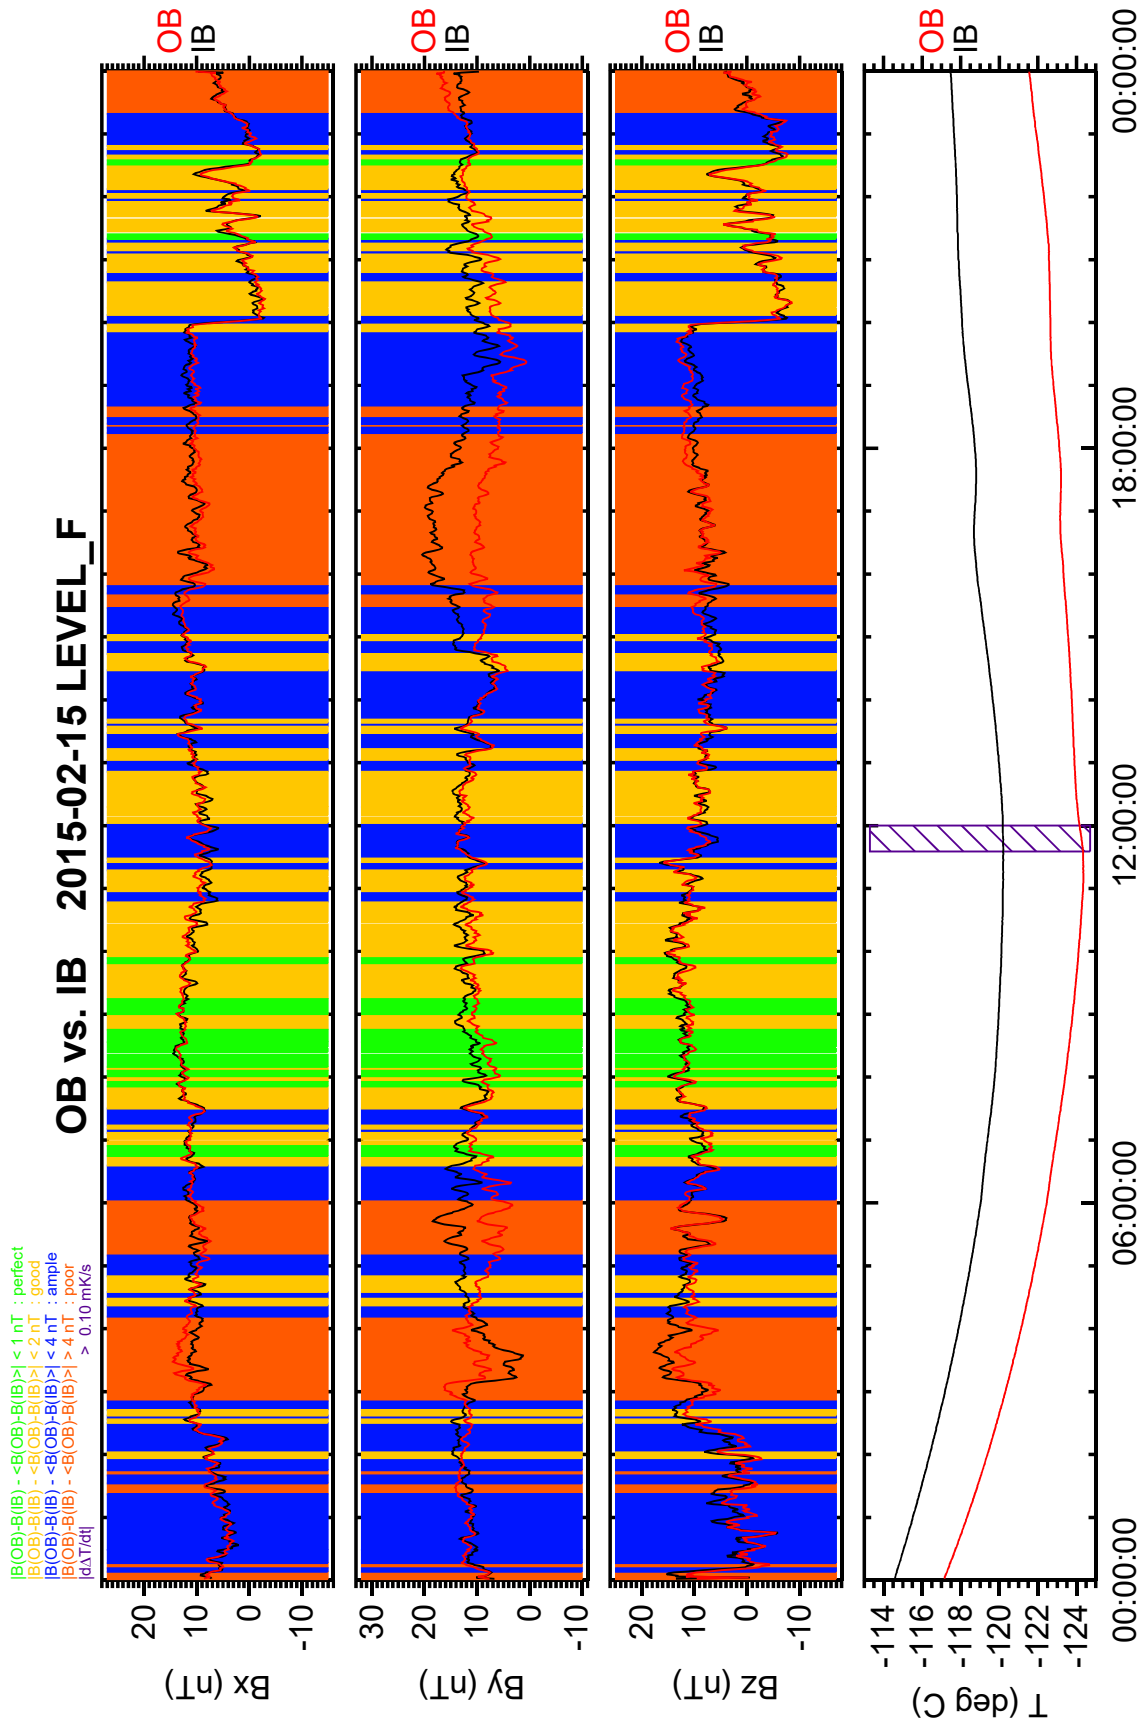 |B(OB)-B(IB) - <B(OB)-B(IB)>| < 1 nT : perfect
|B(OB)-B(IB) - <B(OB)-B(IB)>| < 2 nT : good
|B(OB)-B(IB) - <B(OB)-B(IB)>| < 4 nT : ample
|B(OB)-B(IB) - <B(OB)-B(IB)>| > 4 nT : poor
|dΔT/dt| > 0.10 mK/s
OB vs. IB 2015-02-15 LEVEL_F
Bx (nT)
20
10
0
-10
OB
IB
By (nT)
30
20
10
0
-10
OB
IB
Bz (nT)
20
10
0
-10
OB
IB
T (deg C)
-114
-116
-118
-120
-122
-124
OB
IB
00:00:00
06:00:00
12:00:00
18:00:00
00:00:00